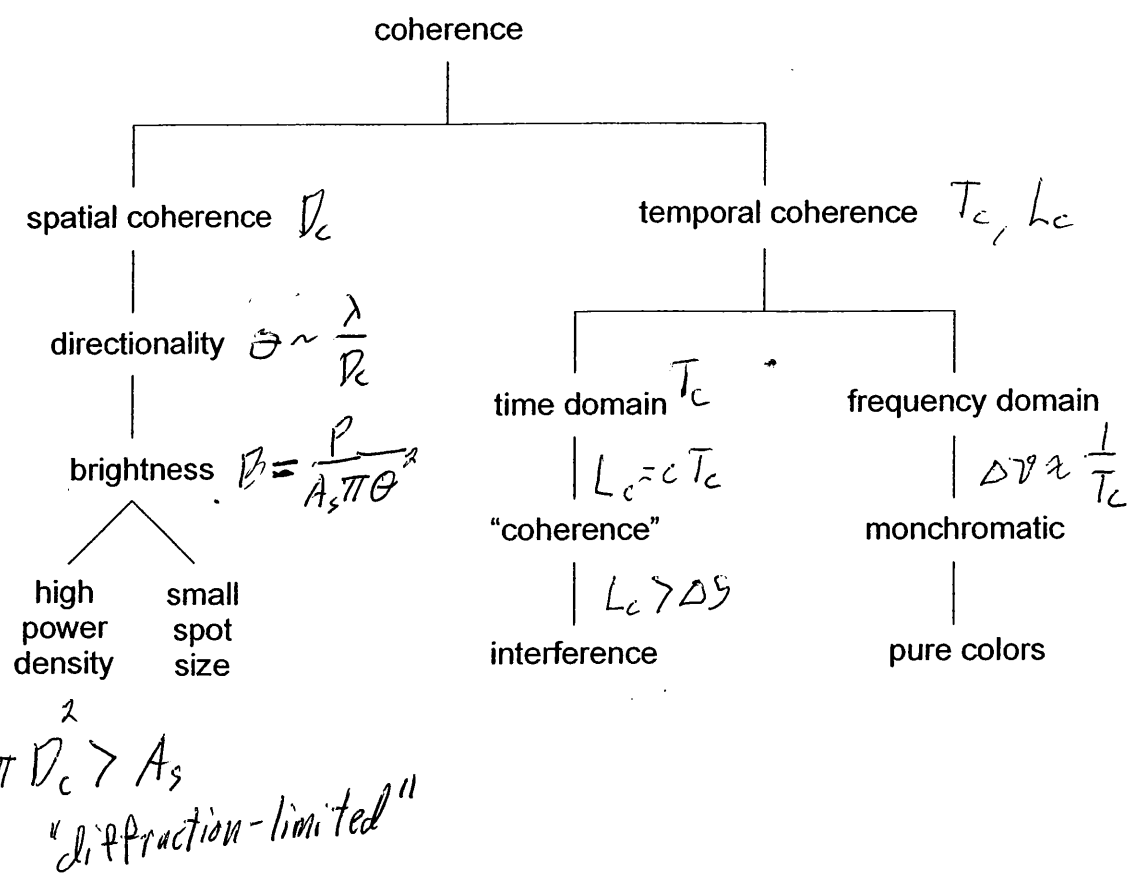 coherence
spatial coherence D_c
temporal coherence T_c, L_c
directionality θ ~ λ/D_c
brightness B = P/(A_s πθ²)
high power density
small spot size
πD_c² > A_s
"diffraction-limited"
time domain T_c
L_c = c T_c
"coherence"
L_c > ΔS
interference
frequency domain
Δν ≈ 1/T_c
monchromatic
pure colors